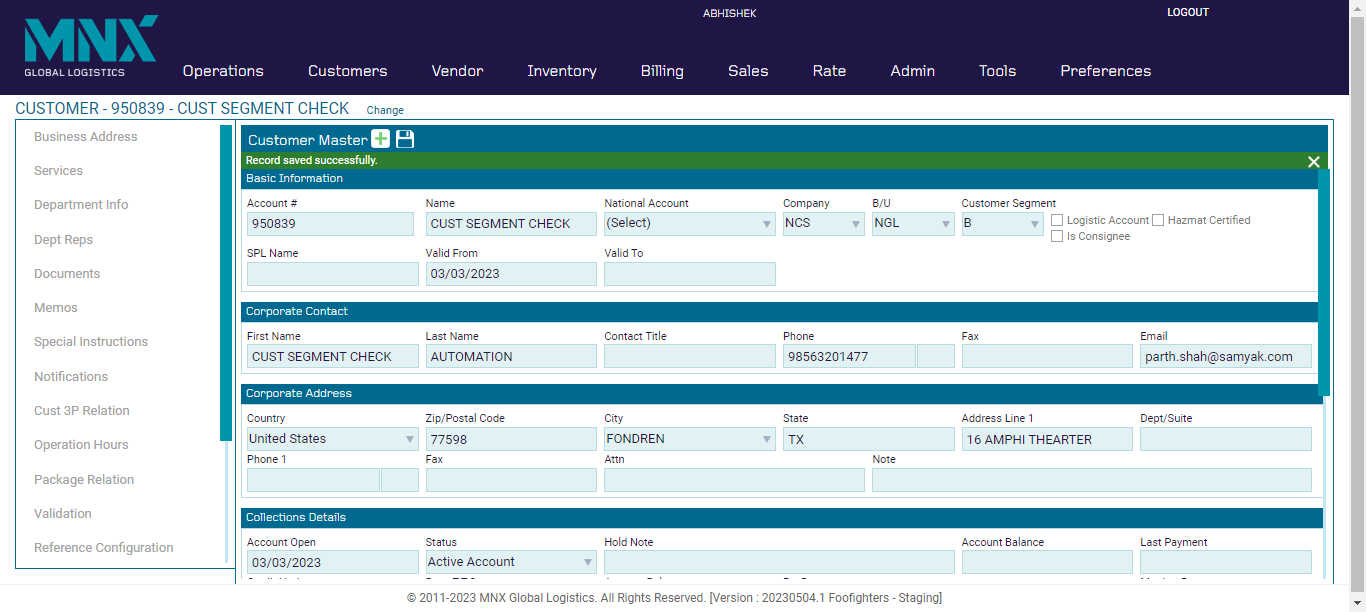 ABHISHEK
LOGOUT
MNX
GLOBAL LOGISTICS
Operations Customers Vendor Inventory Billing Sales Rate Admin Tools Preferences
CUSTOMER - 950839 - CUST SEGMENT CHECK Change
Business Address
Services
Department Info
Dept Reps
Documents
Memos
Special Instructions
Notifications
Cust 3P Relation
Operation Hours
Package Relation
Validation
Reference Configuration
Customer Master
Record saved successfully.
Basic Information
Account # Name National Account Company B/U Customer Segment
950839 CUST SEGMENT CHECK (Select) NCS NGL B Logistic Account Hazmat Certified
Is Consignee
SPL Name Valid From Valid To
03/03/2023
Corporate Contact
First Name Last Name Contact Title Phone Fax Email
CUST SEGMENT CHECK AUTOMATION 98563201477 parth.shah@samyak.com
Corporate Address
Country Zip/Postal Code City State Address Line 1 Dept/Suite
United States 77598 FONDREN TX 16 AMPHI THEARTER
Phone 1 Fax Attn Note
Collections Details
Account Open Status Hold Note Account Balance Last Payment
03/03/2023 Active Account
© 2011-2023 MNX Global Logistics. All Rights Reserved. [Version : 20230504.1 Foofighters - Staging]